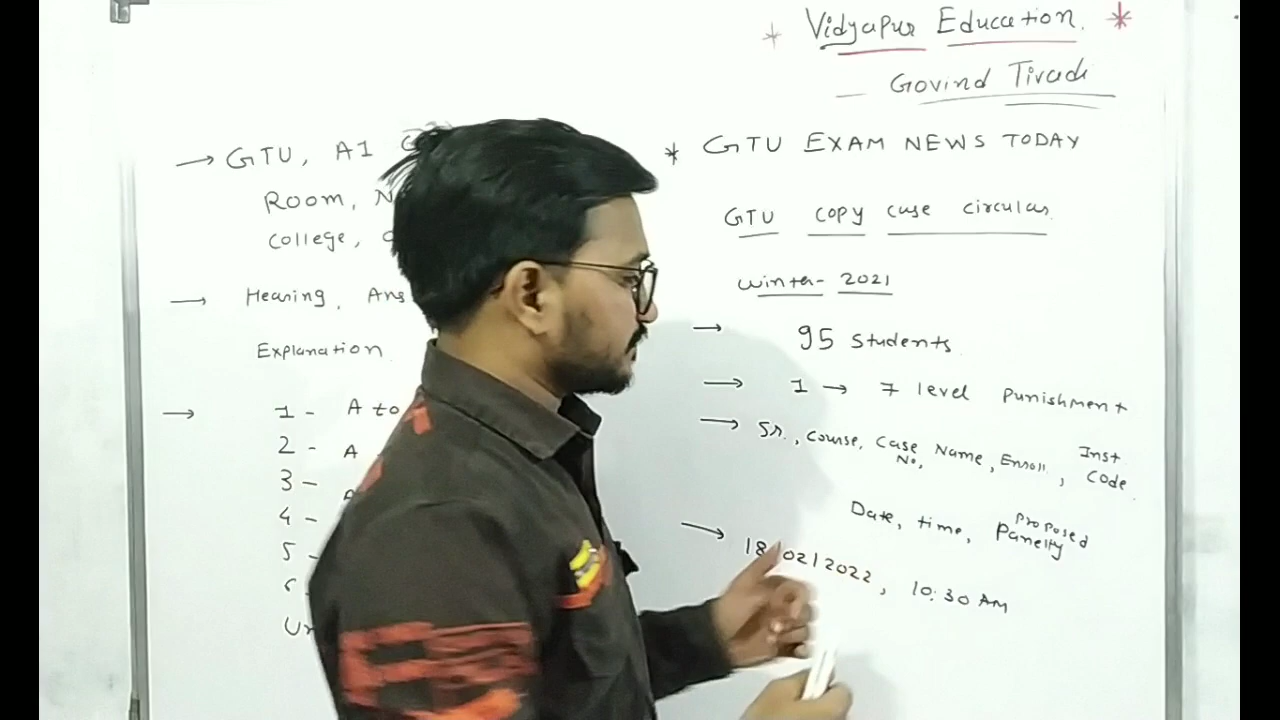 * Vidyapur Education. *
— Govind Tiwadi
* GTU EXAM NEWS TODAY
GTU copy case circular
Winter- 2021
→ 95 students
→ 1 → 7 level Punishment
→ Sr., Course, Case No, Name, Enroll, Inst Code.
Date, time, Proposed Panelty
→ 18/02/2022, 10:30 AM
→ GTU, A1
Room,
College,
→ Hearing, Ans
Explanation
→ 1 - A to
2 - A
3 -
4 -
5 -